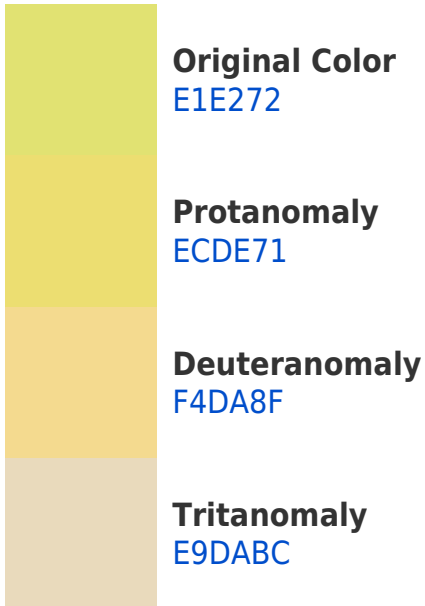 Original Color
E1E272
Protanomaly
ECDE71
Deuteranomaly
F4DA8F
Tritanomaly
E9DABC